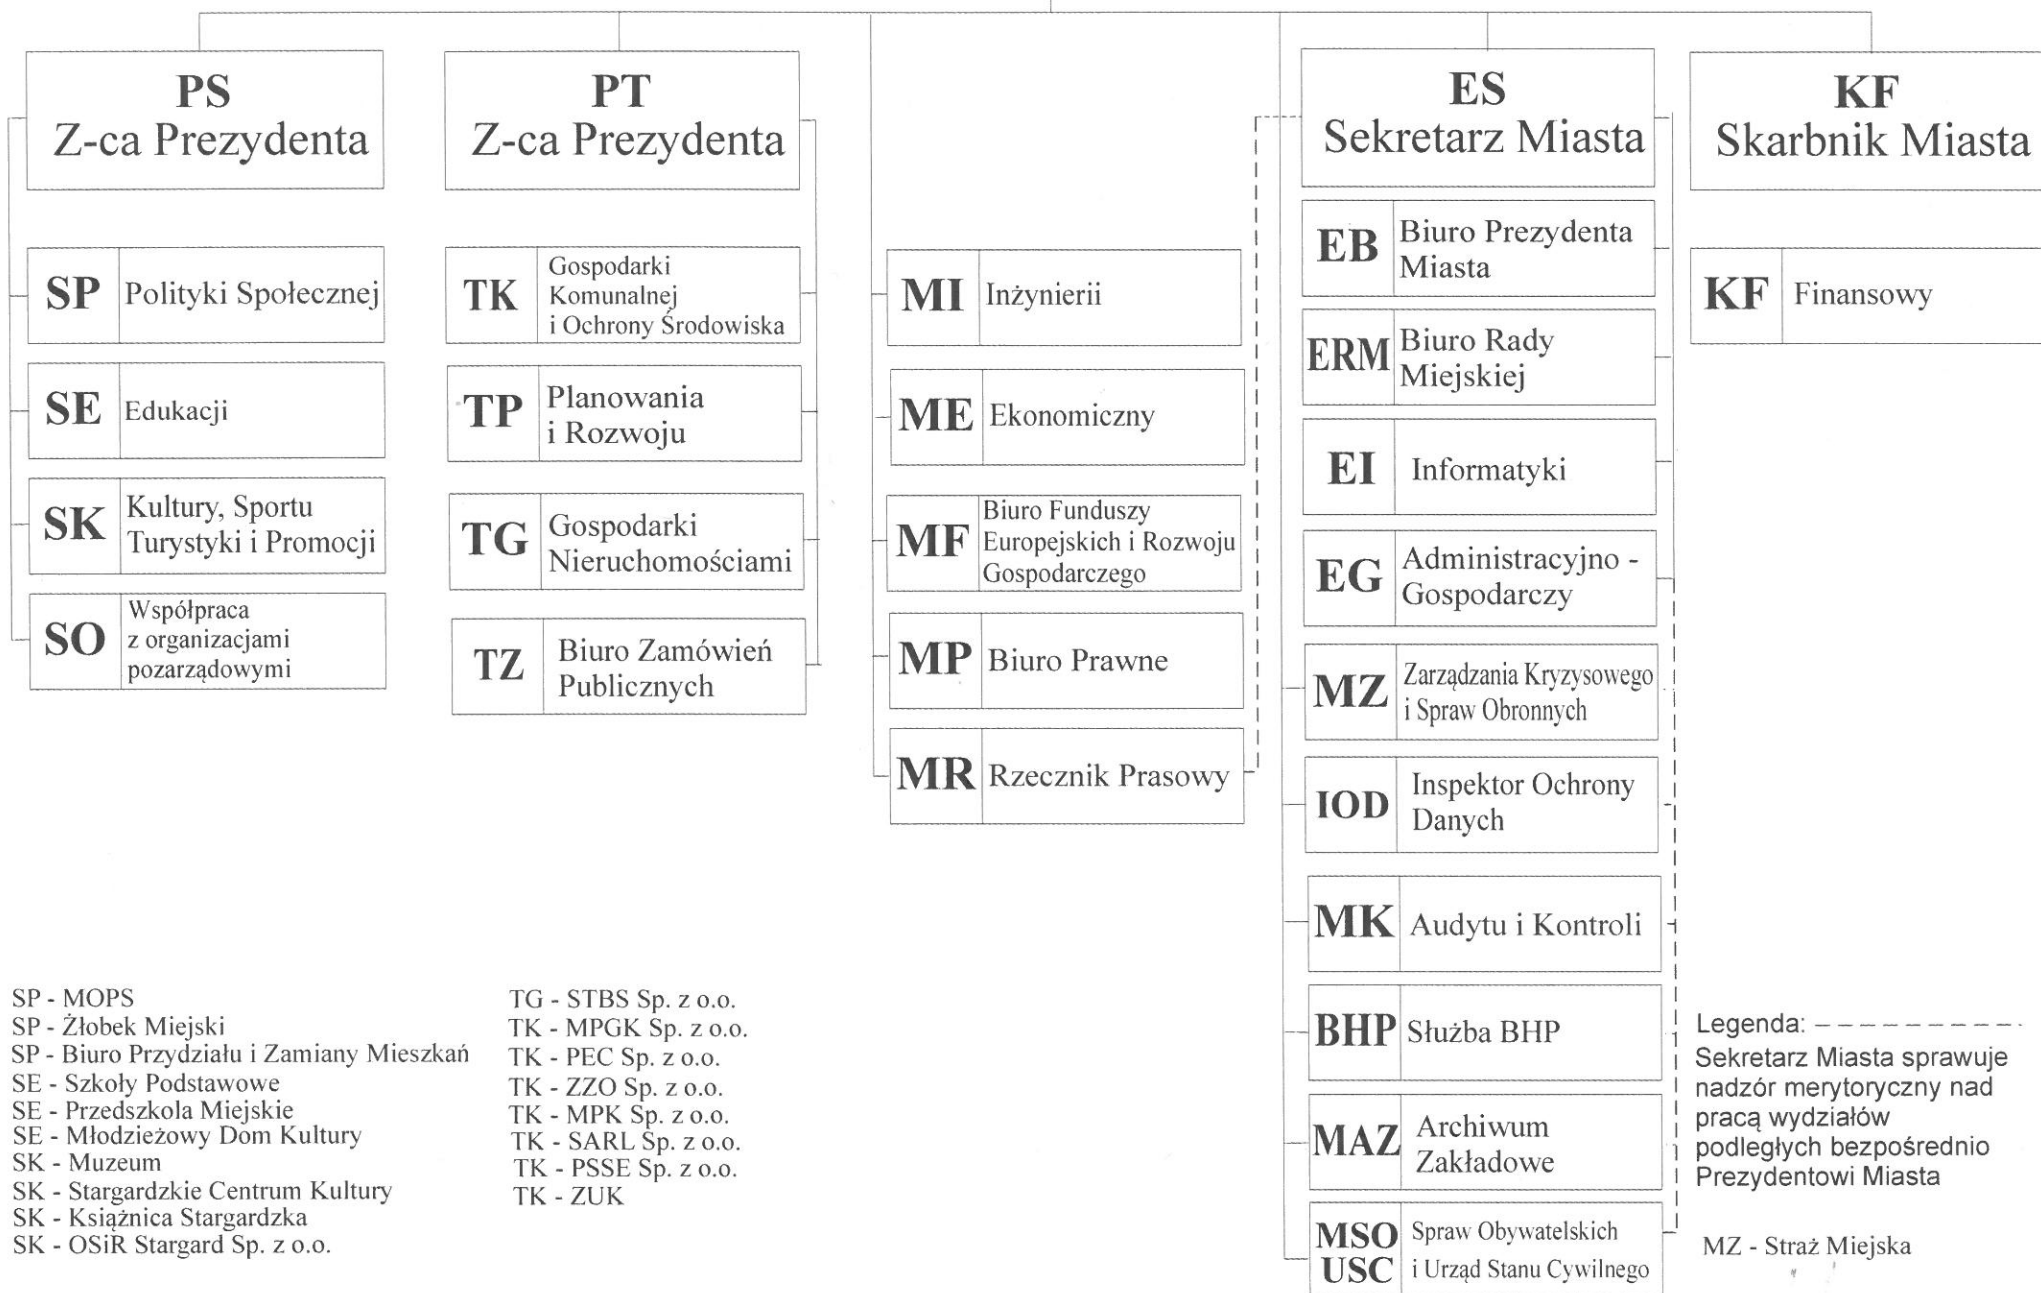 PS
Z-ca Prezydenta
SP
Polityki Społecznej
SE
Edukacji
SK
Kultury, Sportu
Turystyki i Promocji
SO
Współpraca
z organizacjami
pozarządowymi
PT
Z-ca Prezydenta
TK
Gospodarki
Komunalnej
i Ochrony Środowiska
TP
Planowania
i Rozwoju
TG
Gospodarki
Nieruchomościami
TZ
Biuro Zamówień
Publicznych
MI
Inżynierii
ME
Ekonomiczny
MF
Biuro Funduszy
Europejskich i Rozwoju
Gospodarczego
MP
Biuro Prawne
MR
Rzecznik Prasowy
ES
Sekretarz Miasta
EB
Biuro Prezydenta
Miasta
ERM
Biuro Rady
Miejskiej
EI
Informatyki
EG
Administracyjno -
Gospodarczy
MZ
Zarządzania Kryzysowego
i Spraw Obronnych
IOD
Inspektor Ochrony
Danych
MK
Audytu i Kontroli
BHP
Służba BHP
MAZ
Archiwum
Zakładowe
MSO
USC
Spraw Obywatelskich
i Urząd Stanu Cywilnego
KF
Skarbnik Miasta
KF
Finansowy
SP - MOPS
SP - Żłobek Miejski
SP - Biuro Przydziału i Zamiany Mieszkań
SE - Szkoły Podstawowe
SE - Przedszkola Miejskie
SE - Młodzieżowy Dom Kultury
SK - Muzeum
SK - Stargardzkie Centrum Kultury
SK - Książnica Stargardzka
SK - OSiR Stargard Sp. z o.o.
TG - STBS Sp. z o.o.
TK - MPGK Sp. z o.o.
TK - PEC Sp. z o.o.
TK - ZZO Sp. z o.o.
TK - MPK Sp. z o.o.
TK - SARL Sp. z o.o.
TK - PSSE Sp. z o.o.
TK - ZUK
Legenda:
Sekretarz Miasta sprawuje
nadzór merytoryczny nad
pracą wydziałów
podległych bezpośrednio
Prezydentowi Miasta
MZ - Straż Miejska